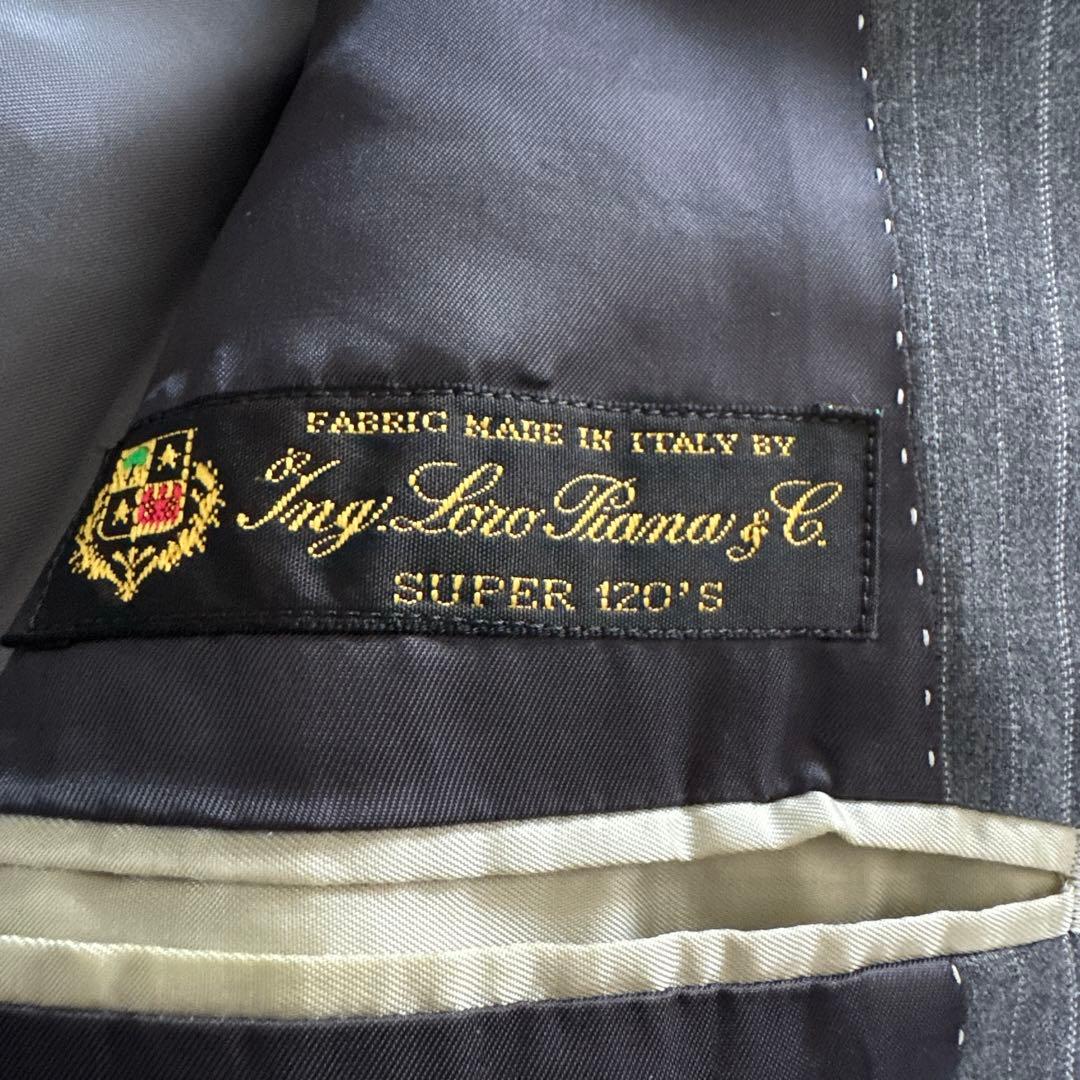 FABRIC MADE IN ITALY BY
Ing. Loro Piana & C.
SUPER 120'S